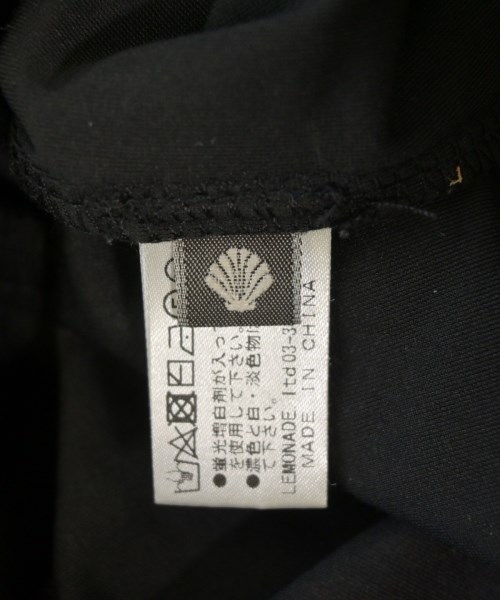 ●蛍光増白剤が入っ
を使用して下さい。
●濃色と白・淡色物に
て下さい。
LEMONADE. ltd 03-3
MADE IN CHINA